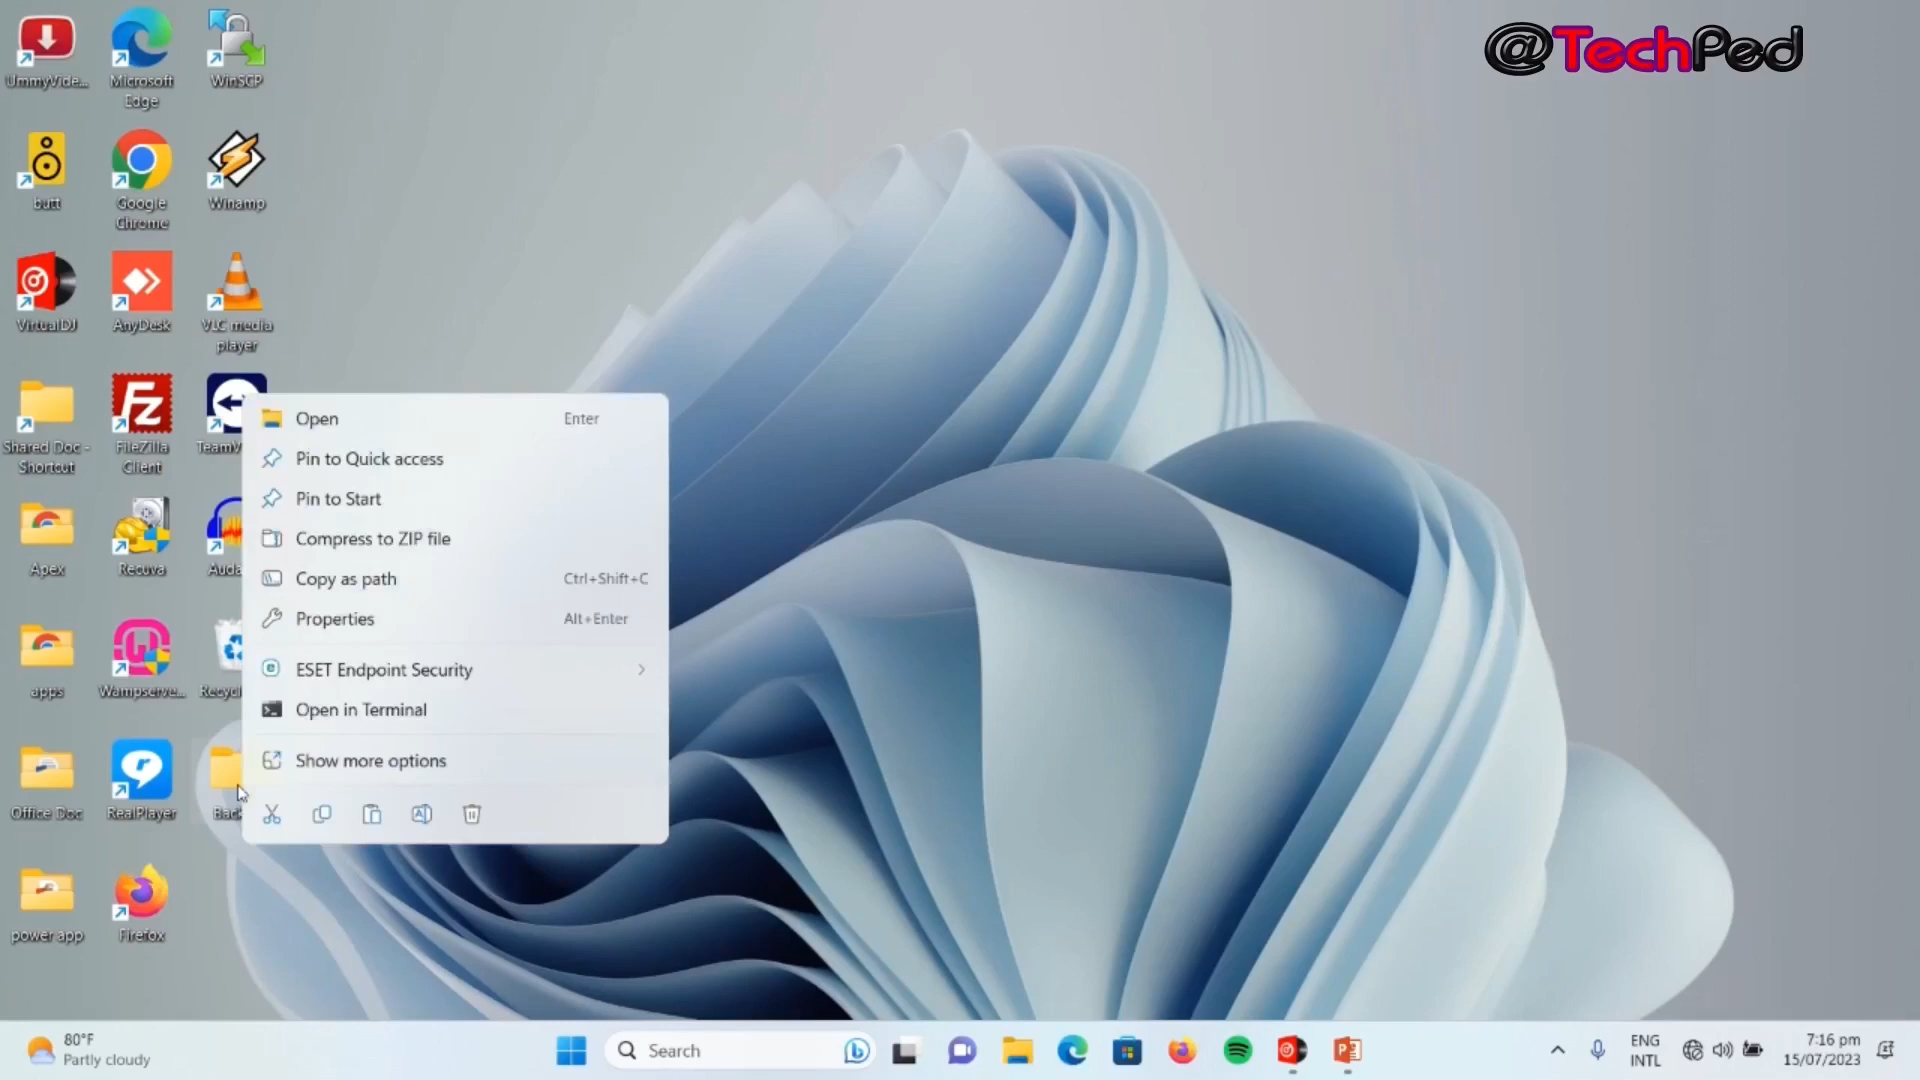 @TechPed
UmmyVide...
Microsoft
Edge
WinSCP
butt
Google
Chrome
Winamp
VirtualDJ
AnyDesk
VLC media
player
Shared Doc -
Shortcut
FileZilla
Client
TeamV
Apex
Recuva
Auda
apps
Wampserve...
Recycl
Office Doc
RealPlayer
Back
power app
Firefox
Open Enter
Pin to Quick access
Pin to Start
Compress to ZIP file
Copy as path Ctrl+Shift+C
Properties Alt+Enter
ESET Endpoint Security
Open in Terminal
Show more options
80°F
Partly cloudy
Search
ENG
INTL
7:16 pm
15/07/2023